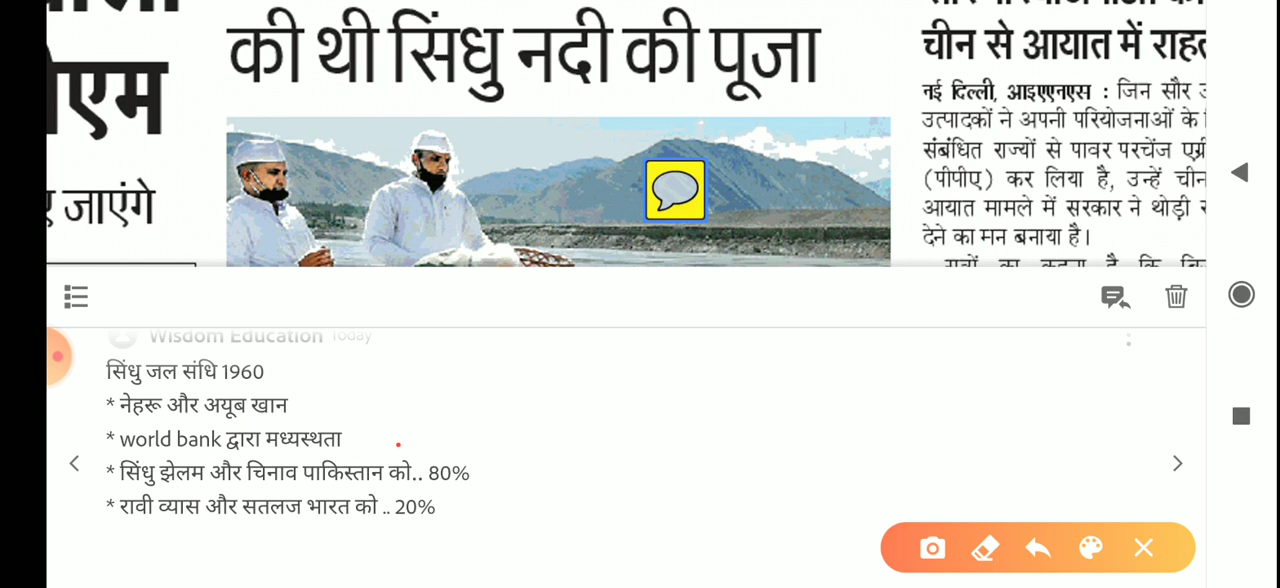 की थी सिंधु नदी की पूजा
चीन से आयात में राहत
नई दिल्ली, आइएएनएस : जिन सौर
उत्पादकों ने अपनी परियोजनाओं के
संबंधित राज्यों से पावर परचेंज एग्री
(पीपीए) कर लिया है, उन्हें चीन
आयात मामले में सरकार ने थोड़ी
देने का मन बनाया है।
एम
जाएंगे
Wisdom Education Today
सिंधु जल संधि 1960
* नेहरू और अयूब खान
* world bank द्वारा मध्यस्थता
* सिंधु झेलम और चिनाव पाकिस्तान को.. 80%
* रावी व्यास और सतलज भारत को .. 20%